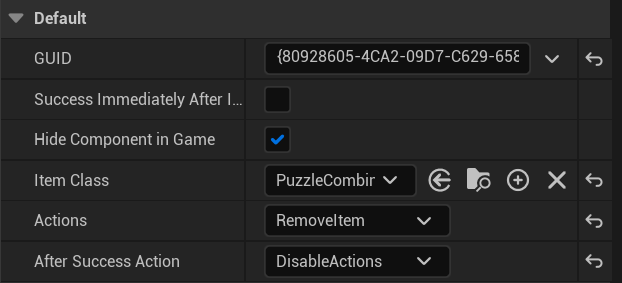 Default
GUID
{80928605-4CA2-09D7-C629-658
Success Immediately After I...
Hide Component in Game
Item Class
PuzzleCombir
Actions
RemoveItem
After Success Action
DisableActions